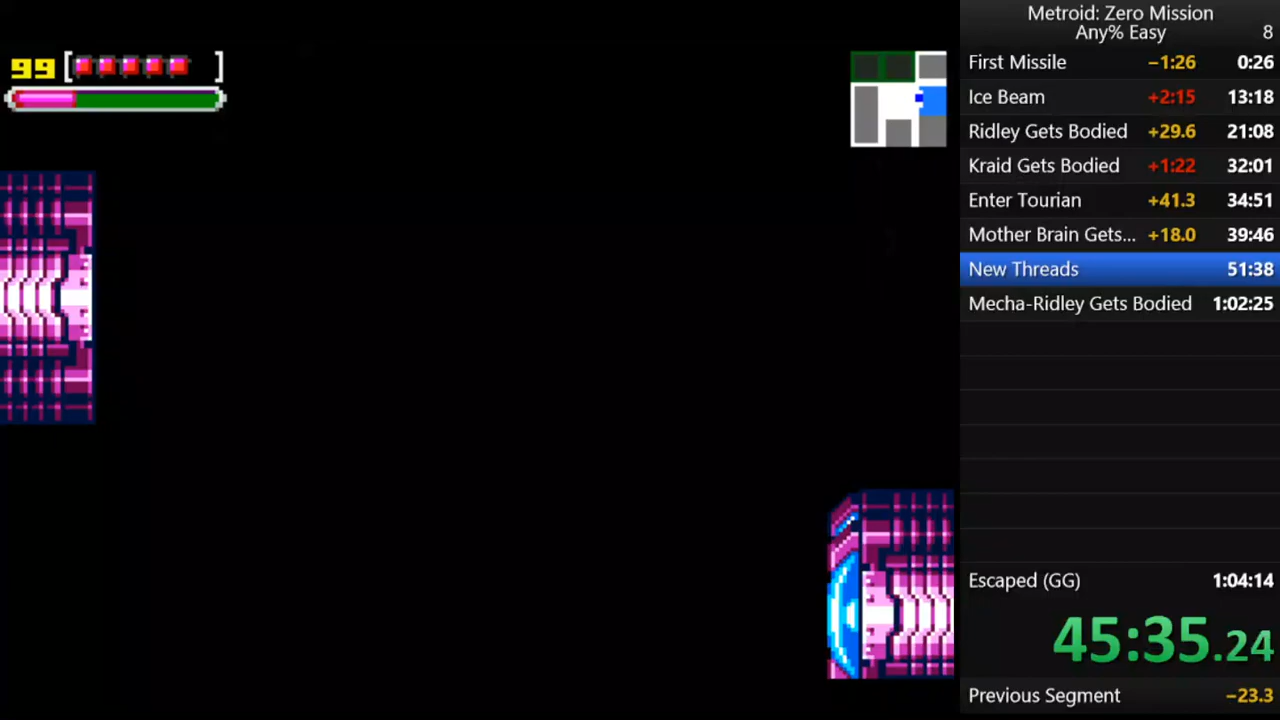 99
Metroid: Zero Mission
Any% Easy 8
First Missile −1:26 0:26
Ice Beam +2:15 13:18
Ridley Gets Bodied +29.6 21:08
Kraid Gets Bodied +1:22 32:01
Enter Tourian +41.3 34:51
Mother Brain Gets... +18.0 39:46
New Threads 51:38
Mecha-Ridley Gets Bodied 1:02:25
Escaped (GG) 1:04:14
45:35.24
Previous Segment −23.3